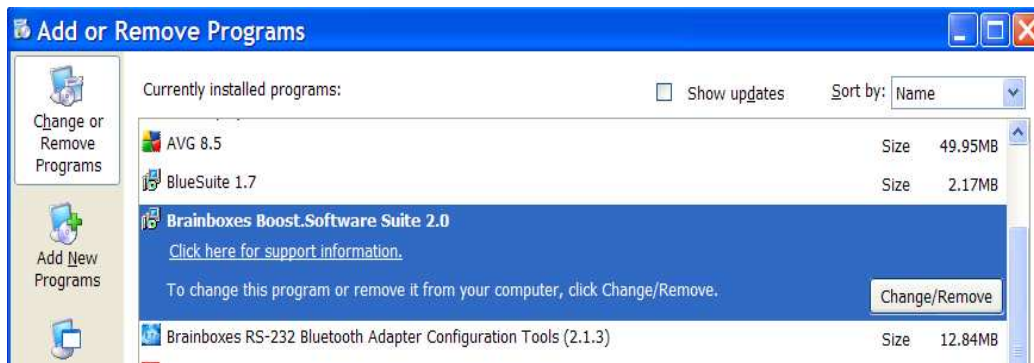 Add or Remove Programs
Currently installed programs:
Show updates
Sort by: Name
Change or
Remove
Programs
AVG 8.5 Size 49.95MB
BlueSuite 1.7 Size 2.17MB
Brainboxes Boost.Software Suite 2.0
Click here for support information.
Add New
Programs
To change this program or remove it from your computer, click Change/Remove.
Change/Remove
Brainboxes RS-232 Bluetooth Adapter Configuration Tools (2.1.3) Size 12.84MB